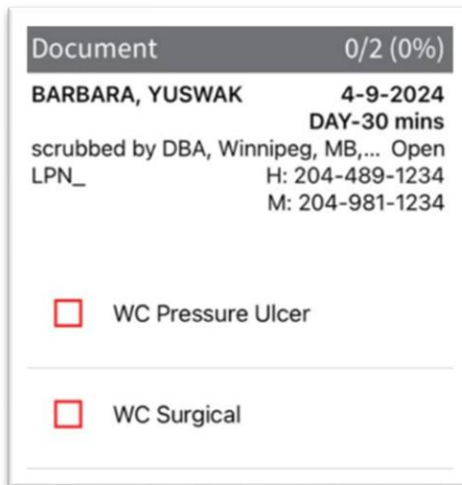 Document 0/2 (0%)
BARBARA, YUSWAK 4-9-2024
DAY-30 mins
scrubbed by DBA, Winnipeg, MB,... Open
LPN_ H: 204-489-1234
M: 204-981-1234
WC Pressure Ulcer
WC Surgical